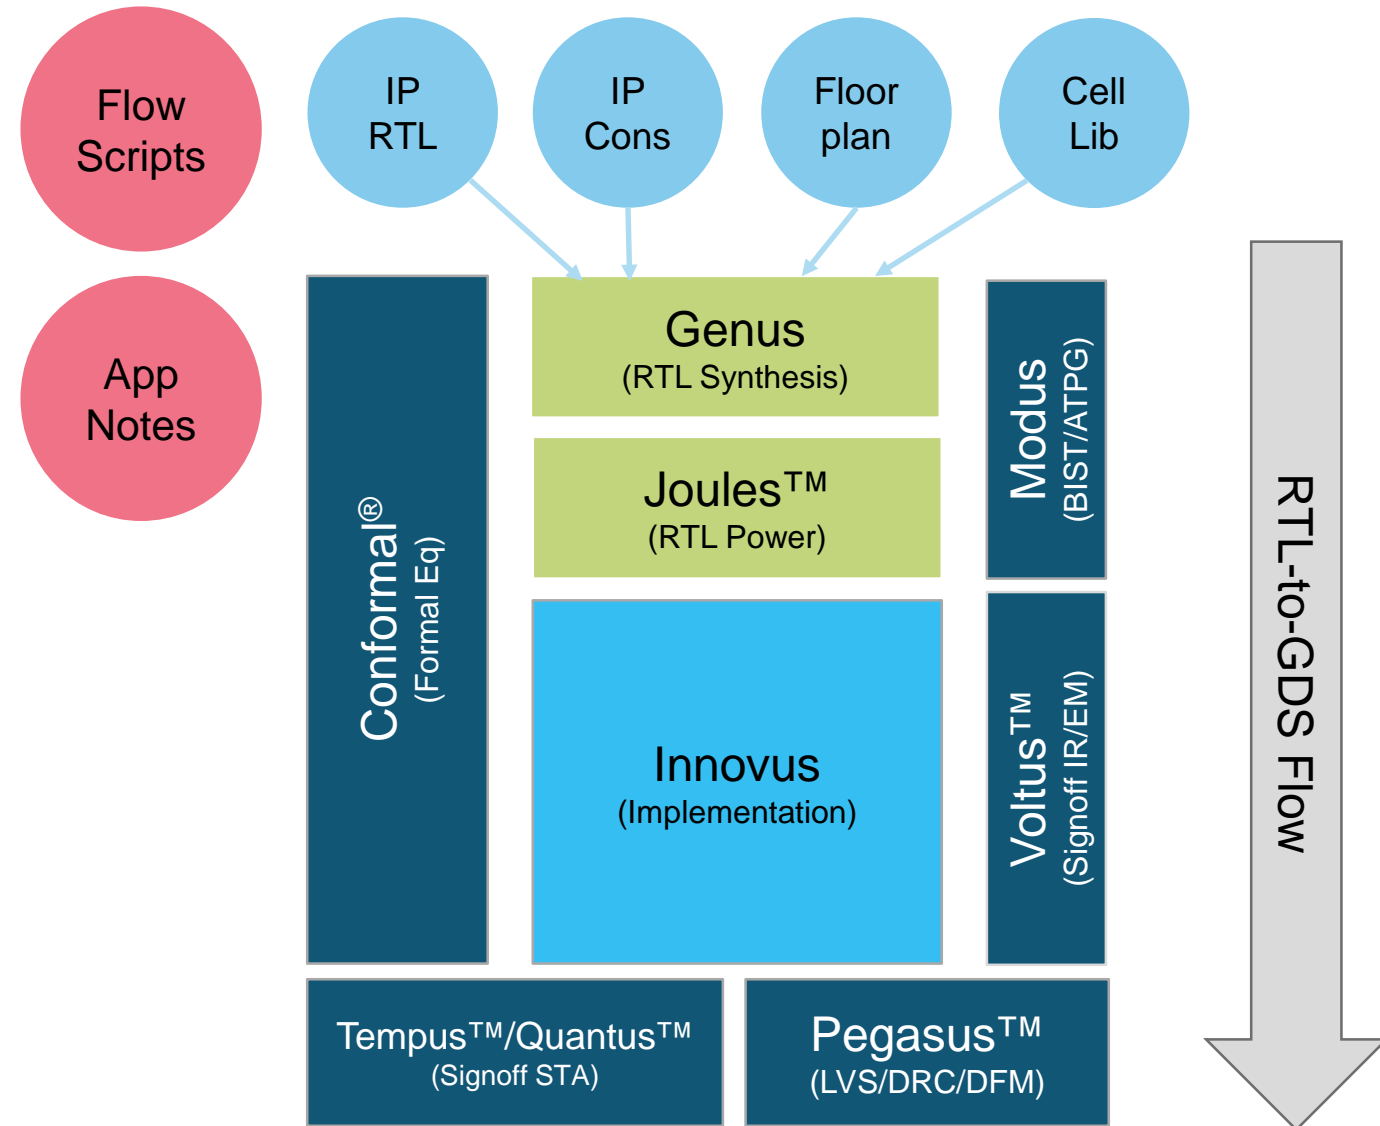 Flow
Scripts
IP
RTL
IP
Cons
Floor
plan
Cell
Lib
App
Notes
Conformal®
(Formal Eq)
Genus
(RTL Synthesis)
Joules™
(RTL Power)
Innovus
(Implementation)
Modus
(BIST/ATPG)
Voltus™
(Signoff IR/EM)
Tempus™/Quantus™
(Signoff STA)
Pegasus™
(LVS/DRC/DFM)
RTL-to-GDS Flow